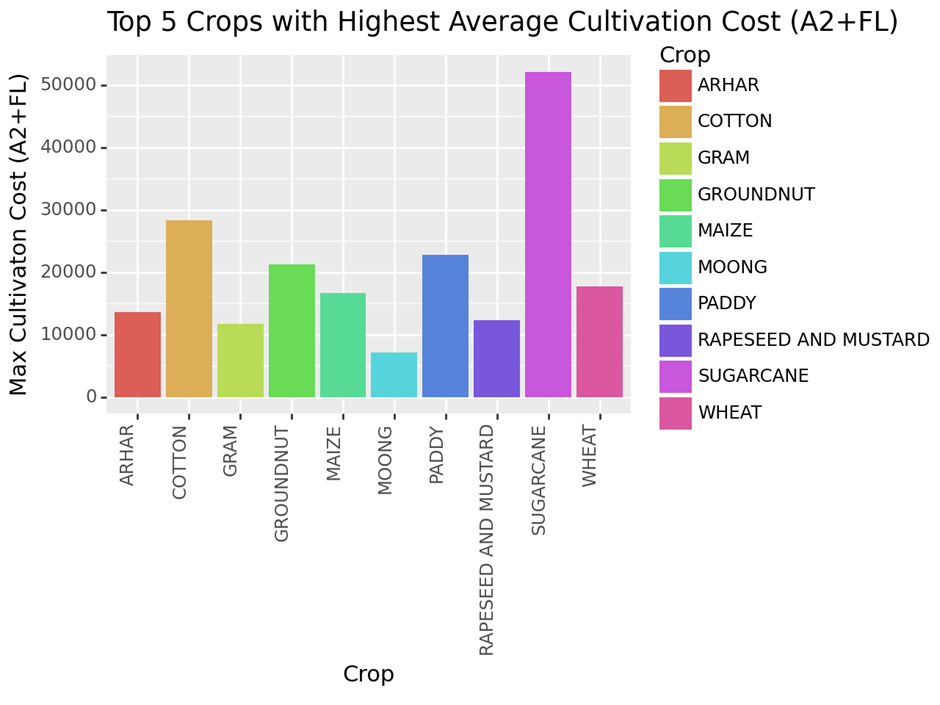 Top 5 Crops with Highest Average Cultivation Cost (A2+FL)
Max Cultivaton Cost (A2+FL)
50000
40000
30000
20000
10000
0
ARHAR
COTTON
GRAM
GROUNDNUT
MAIZE
MOONG
PADDY
RAPESEED AND MUSTARD
SUGARCANE
WHEAT
Crop
Crop
ARHAR
COTTON
GRAM
GROUNDNUT
MAIZE
MOONG
PADDY
RAPESEED AND MUSTARD
SUGARCANE
WHEAT